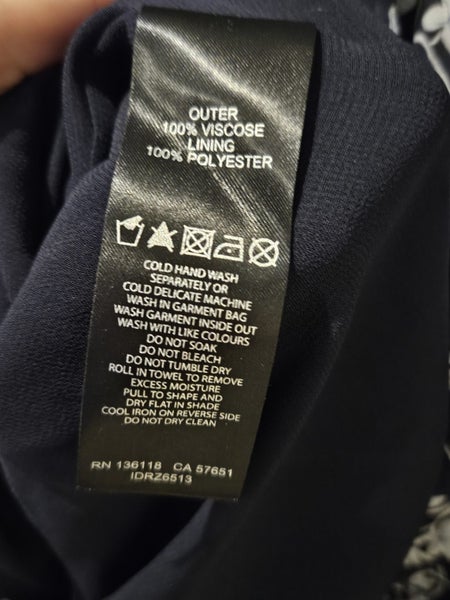 OUTER
100% VISCOSE
LINING
100% POLYESTER
COLD HAND WASH
SEPARATELY OR
COLD DELICATE MACHINE
WASH IN GARMENT BAG
WASH GARMENT INSIDE OUT
WASH WITH LIKE COLOURS
DO NOT SOAK
DO NOT BLEACH
DO NOT TUMBLE DRY
ROLL IN TOWEL TO REMOVE
EXCESS MOISTURE
PULL TO SHAPE AND
DRY FLAT IN SHADE
COOL IRON ON REVERSE SIDE
DO NOT DRY CLEAN
RN 136118 CA 57651
IDRZ6513